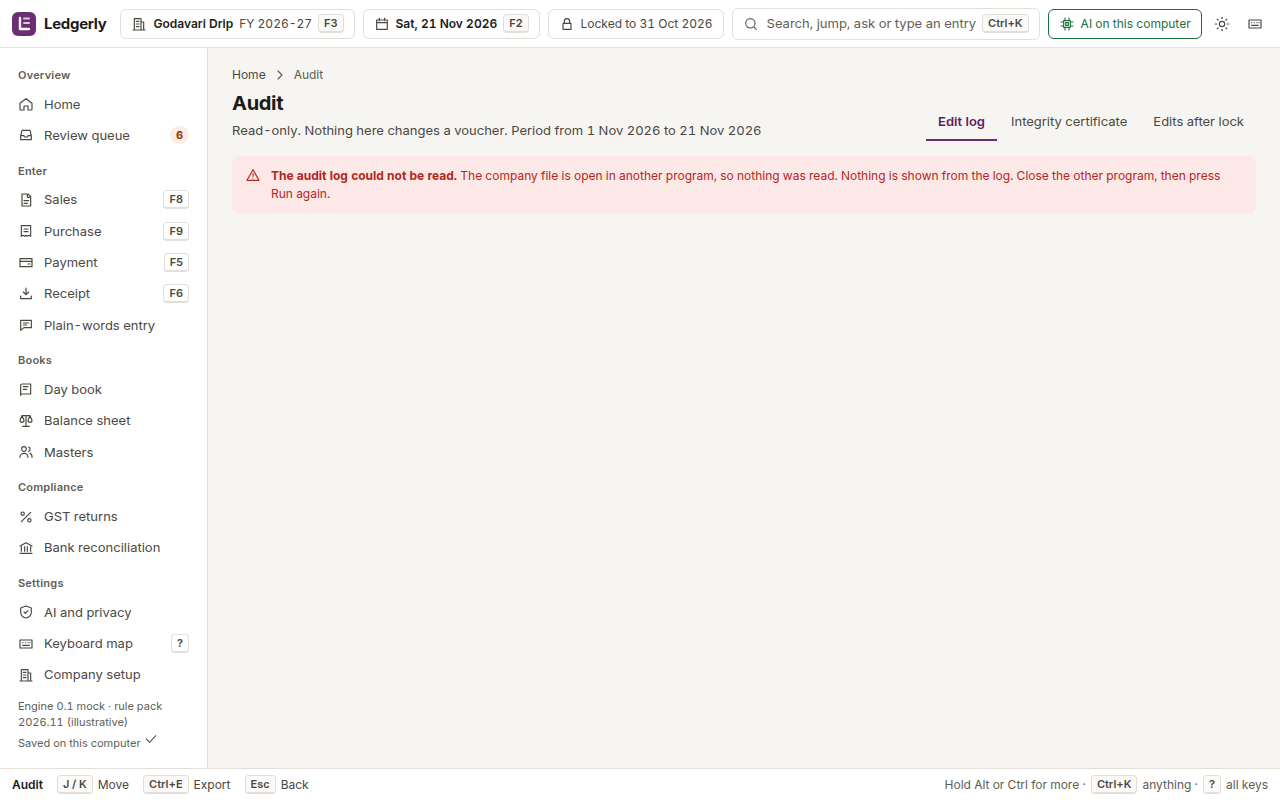 Ledgerly
Godavari Drip FY 2026-27 F3
Sat, 21 Nov 2026 F2
Locked to 31 Oct 2026
Search, jump, ask or type an entry Ctrl+K
AI on this computer
Overview
Home
Review queue 6
Enter
Sales F8
Purchase F9
Payment F5
Receipt F6
Plain-words entry
Books
Day book
Balance sheet
Masters
Compliance
GST returns
Bank reconciliation
Settings
AI and privacy
Keyboard map ?
Company setup
Engine 0.1 mock · rule pack
2026.11 (illustrative)
Saved on this computer
Home > Audit
Audit
Read-only. Nothing here changes a voucher. Period from 1 Nov 2026 to 21 Nov 2026
Edit log
Integrity certificate
Edits after lock
The audit log could not be read. The company file is open in another program, so nothing was read. Nothing is shown from the log. Close the other program, then press
Run again.
Audit J / K Move Ctrl+E Export Esc Back
Hold Alt or Ctrl for more · Ctrl+K anything · ? all keys